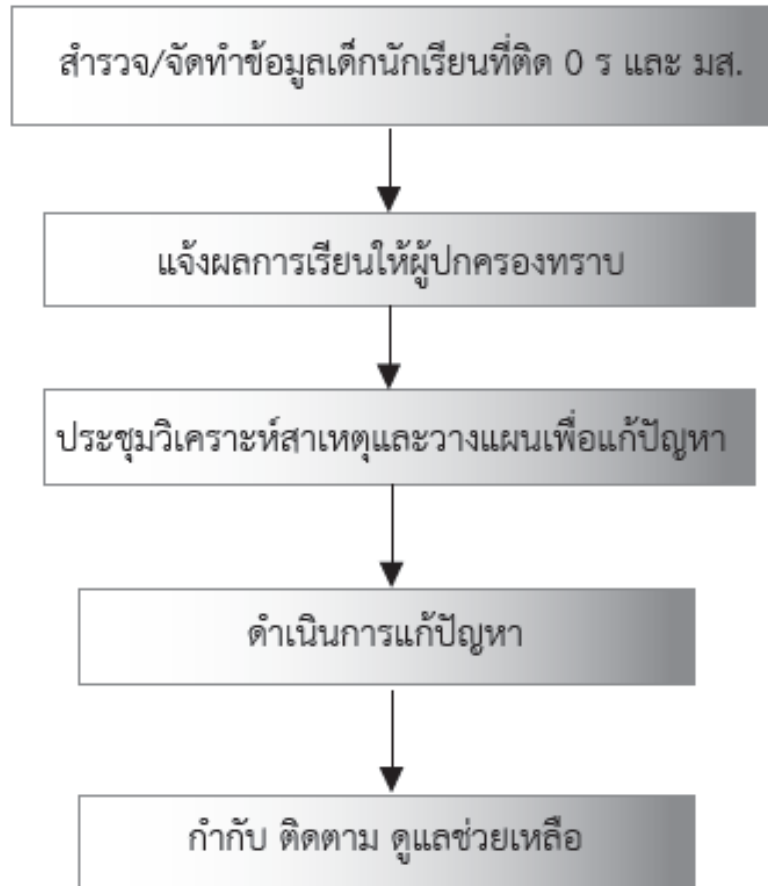 สำรวจ/จัดทำข้อมูลเด็กนักเรียนที่ติด 0 ร และ มส.
แจ้งผลการเรียนให้ผู้ปกครองทราบ
ประชุมวิเคราะห์สาเหตุและวางแผนเพื่อแก้ปัญหา
ดำเนินการแก้ปัญหา
กำกับ ติดตาม ดูแลช่วยเหลือ